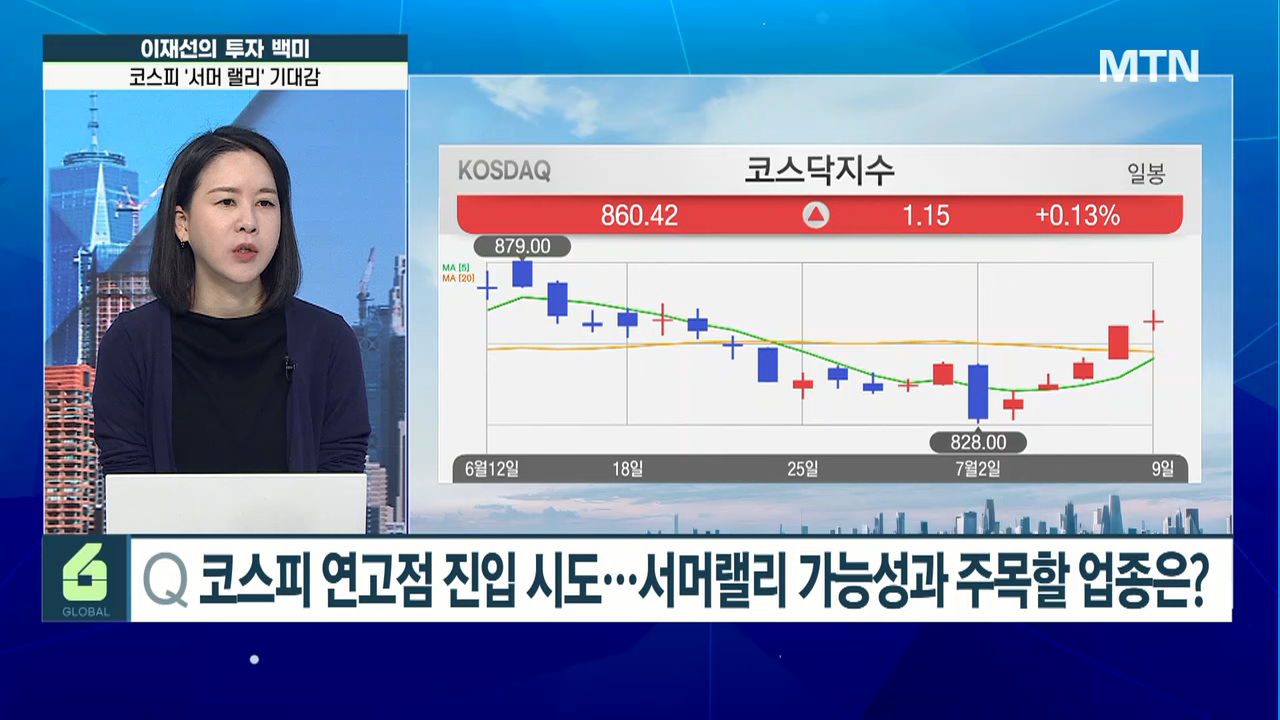 이재선의 투자 백미
코스피 '서머 랠리' 기대감
MTN
KOSDAQ
코스닥지수
일봉
860.42
1.15
+0.13%
879.00
MA [5]
MA [20]
828.00
6월12일
18일
25일
7월2일
9일
6
GLOBAL
Q 코스피 연고점 진입 시도…서머랠리 가능성과 주목할 업종은?